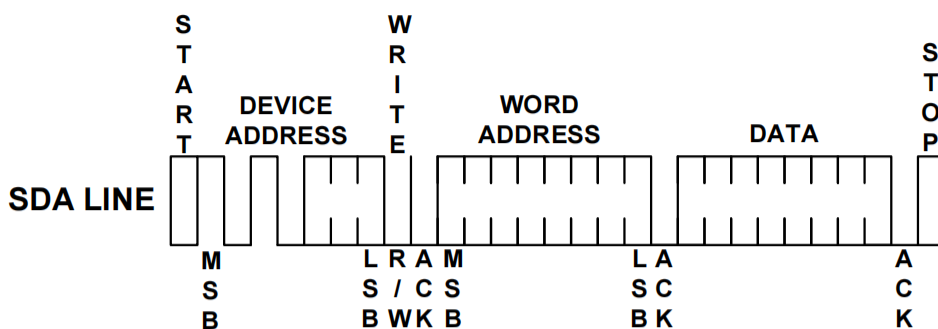 START
WRITE
STOP
DEVICE
ADDRESS
WORD
ADDRESS
DATA
SDA LINE
MSB
LSB
R/W
ACK
MSB
LSB
ACK
ACK